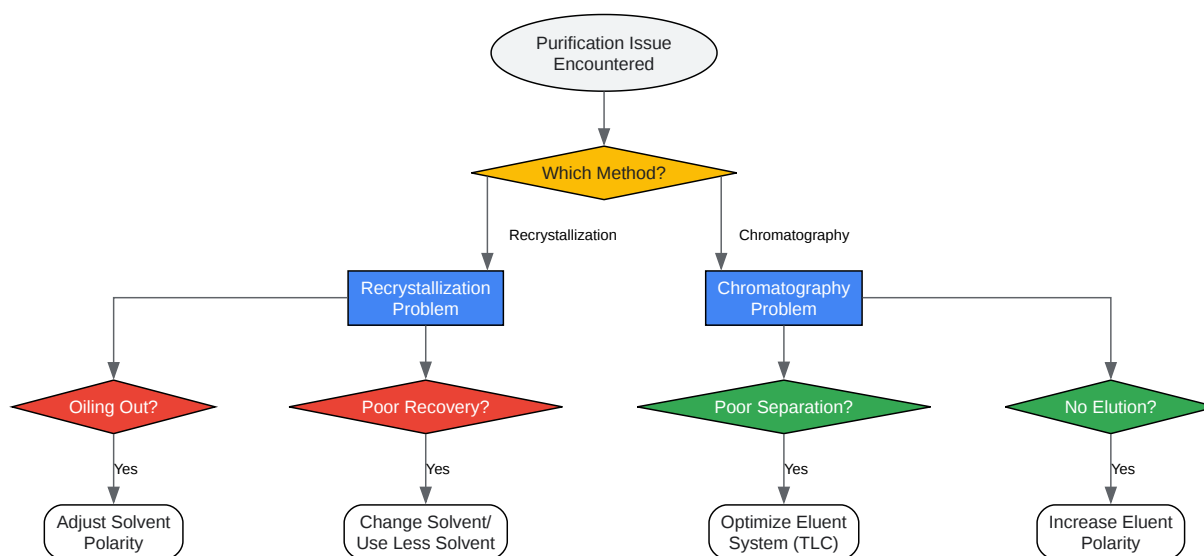 Purification Issue
Encountered
Which Method?
Recrystallization
Chromatography
Recrystallization
Problem
Chromatography
Problem
Oiling Out?
Poor Recovery?
Poor Separation?
No Elution?
Yes
Yes
Yes
Yes
Adjust Solvent
Polarity
Change Solvent/
Use Less Solvent
Optimize Eluent
System (TLC)
Increase Eluent
Polarity